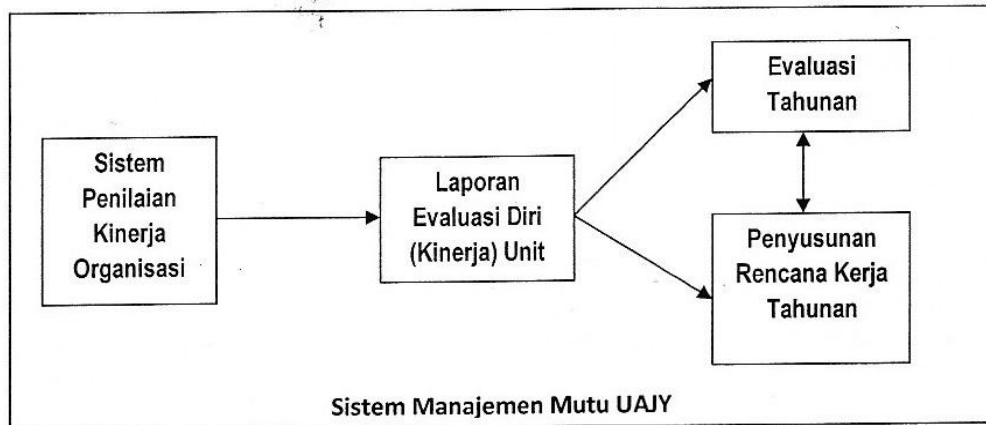 Sistem
Penilaian
Kinerja
Organisasi
Laporan
Evaluasi Diri
(Kinerja) Unit
Evaluasi
Tahunan
Penyusunan
Rencana Kerja
Tahunan
Sistem Manajemen Mutu UAJY